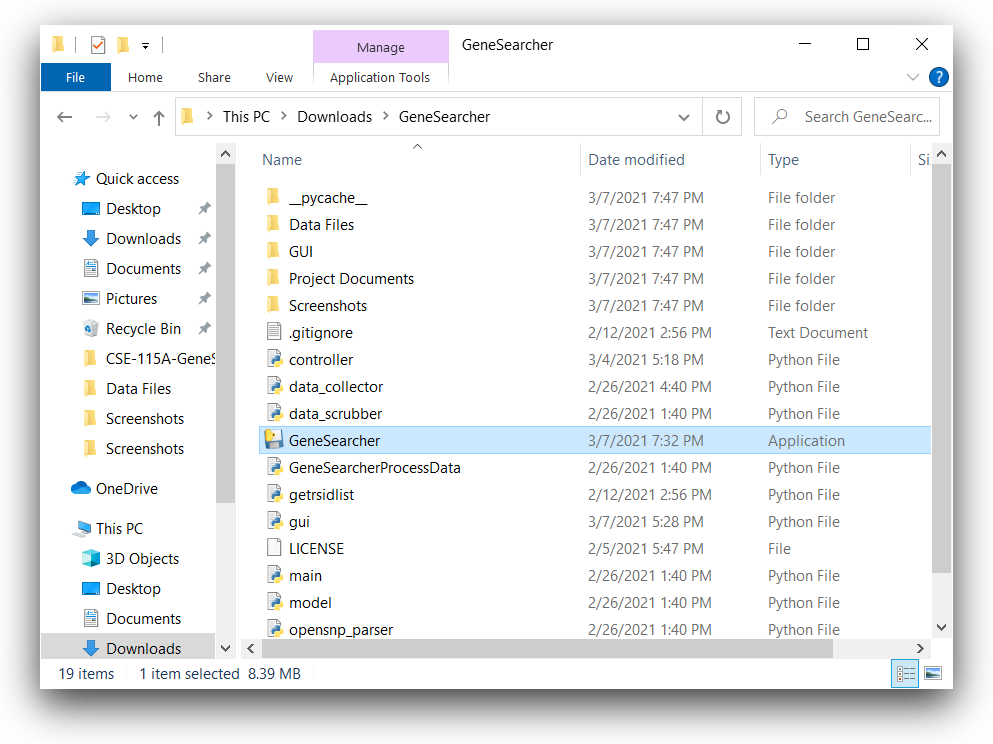 Manage
GeneSearcher
File Home Share View Application Tools
?
This PC Downloads GeneSearcher
Search GeneSearc...
Name Date modified Type Si
Quick access
Desktop
Downloads
Documents
Pictures
Recycle Bin
CSE-115A-GeneS
Data Files
Screenshots
Screenshots
OneDrive
This PC
3D Objects
Desktop
Documents
Downloads
__pycache__ 3/7/2021 7:47 PM File folder
Data Files 3/7/2021 7:47 PM File folder
GUI 3/7/2021 7:47 PM File folder
Project Documents 3/7/2021 7:47 PM File folder
Screenshots 3/7/2021 7:47 PM File folder
.gitignore 2/12/2021 2:56 PM Text Document
controller 3/4/2021 5:18 PM Python File
data_collector 2/26/2021 4:40 PM Python File
data_scrubber 2/26/2021 1:40 PM Python File
GeneSearcher 3/7/2021 7:32 PM Application
GeneSearcherProcessData 2/26/2021 1:40 PM Python File
getrsidlist 2/12/2021 2:56 PM Python File
gui 3/7/2021 5:28 PM Python File
LICENSE 2/5/2021 5:47 PM File
main 2/26/2021 1:40 PM Python File
model 2/26/2021 1:40 PM Python File
opensnp_parser 2/26/2021 1:40 PM Python File
19 items 1 item selected 8.39 MB